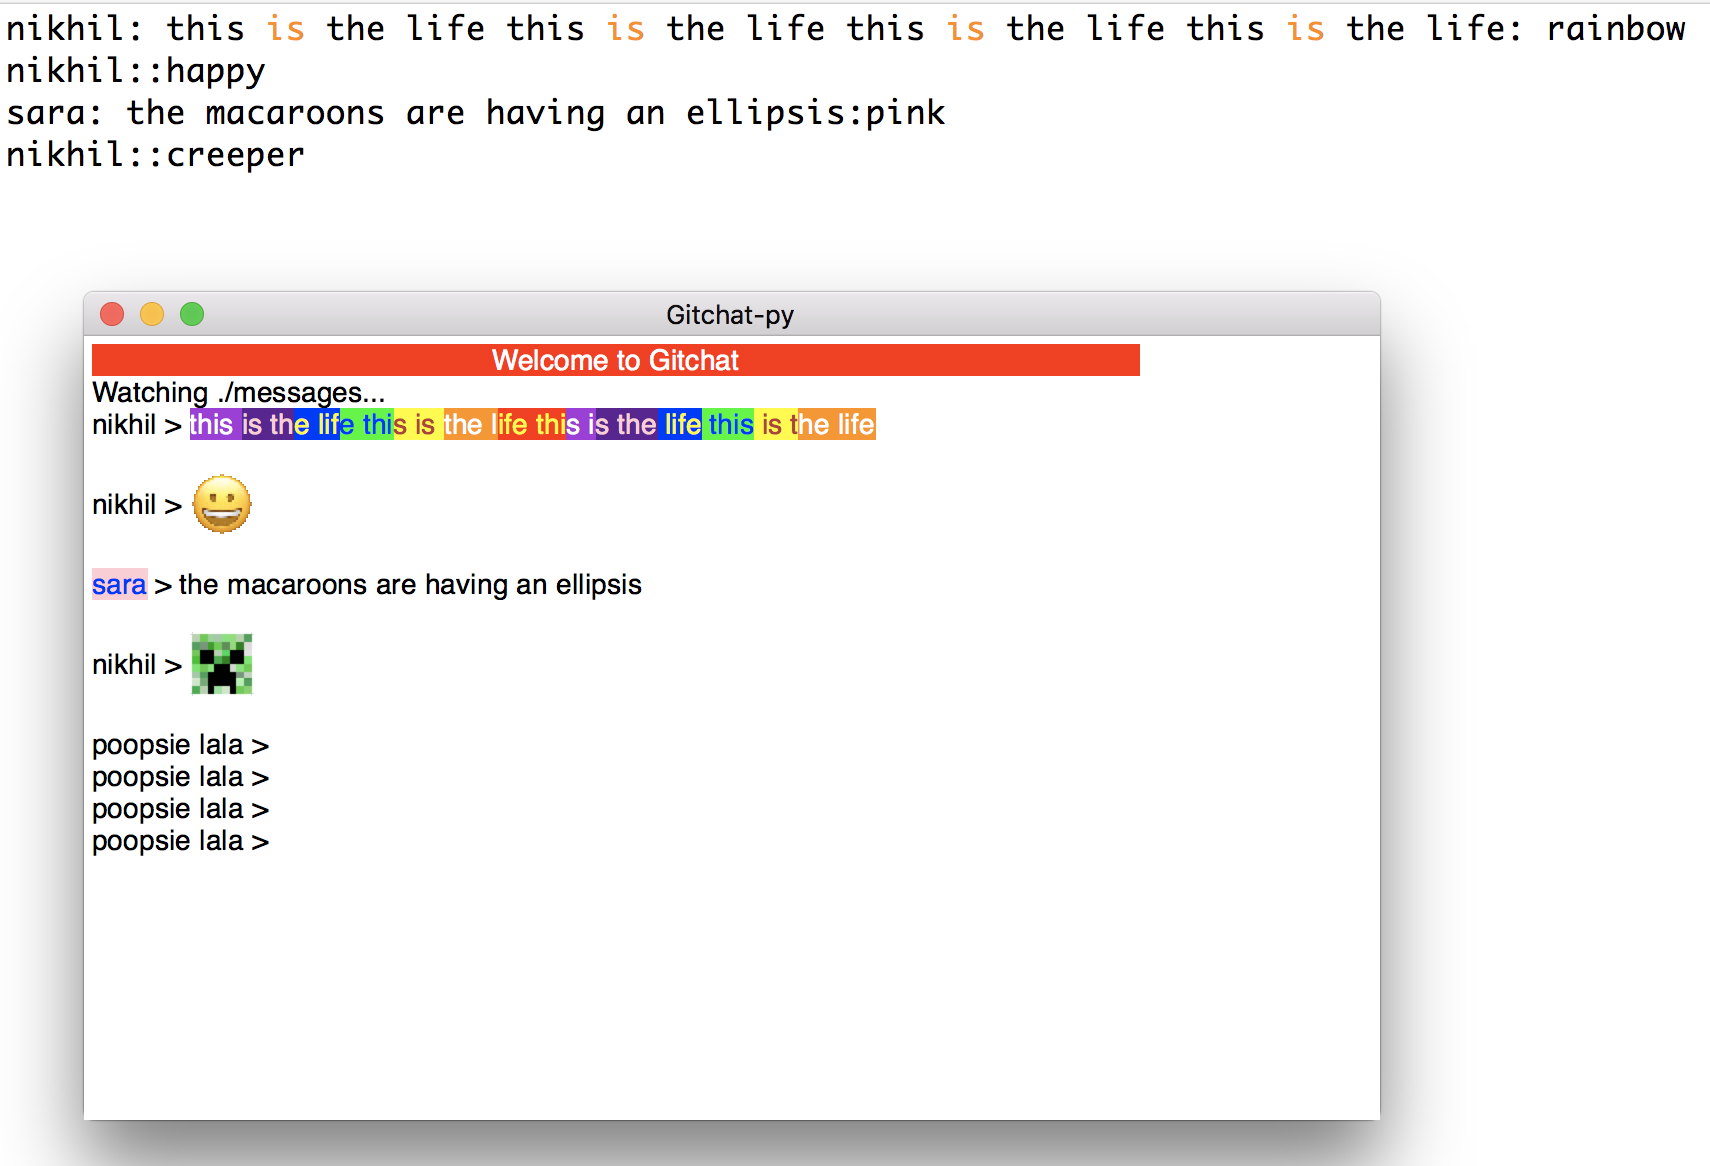 nikhil: this is the life this is the life this is the life this is the life: rainbow
nikhil::happy
sara: the macaroons are having an ellipsis:pink
nikhil::creeper
Gitchat-py
Welcome to Gitchat
Watching ./messages...
nikhil > this is the life this is the life this is the life this is the life
nikhil >
sara > the macaroons are having an ellipsis
nikhil >
poopsie lala >
poopsie lala >
poopsie lala >
poopsie lala >